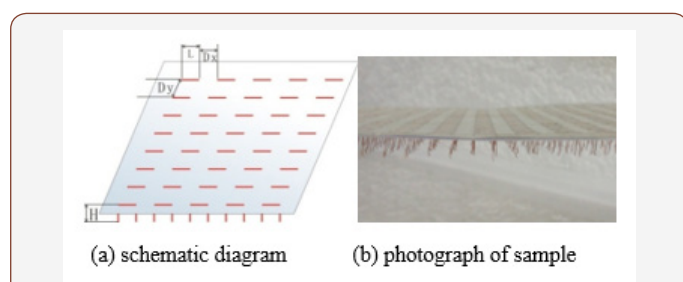 L
Dx
Dy
H
(a) schematic diagram
(b) photograph of sample